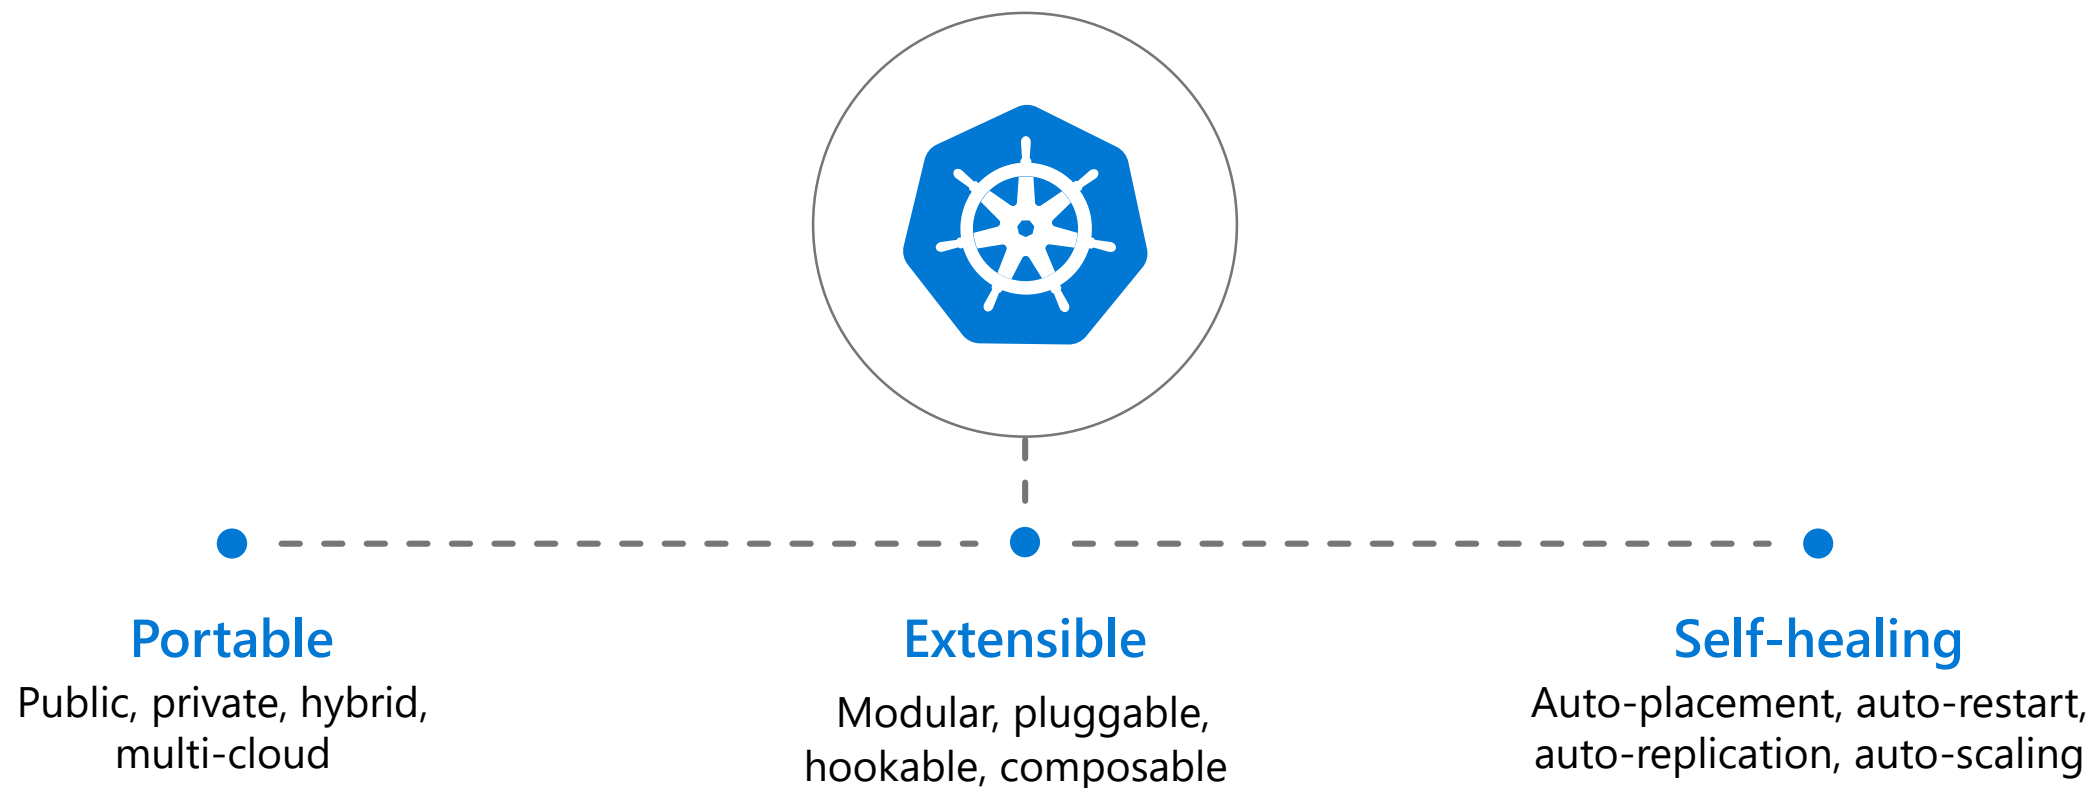 Portable
Public, private, hybrid,
multi-cloud
Extensible
Modular, pluggable,
hookable, composable
Self-healing
Auto-placement, auto-restart,
auto-replication, auto-scaling